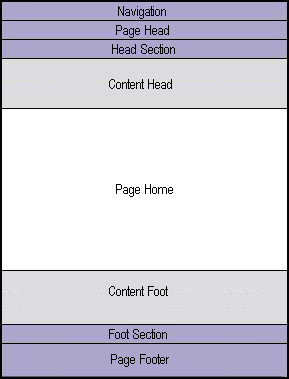 Navigation
Page Head
Head Section
Content Head
Page Home
Content Foot
Foot Section
Page Footer